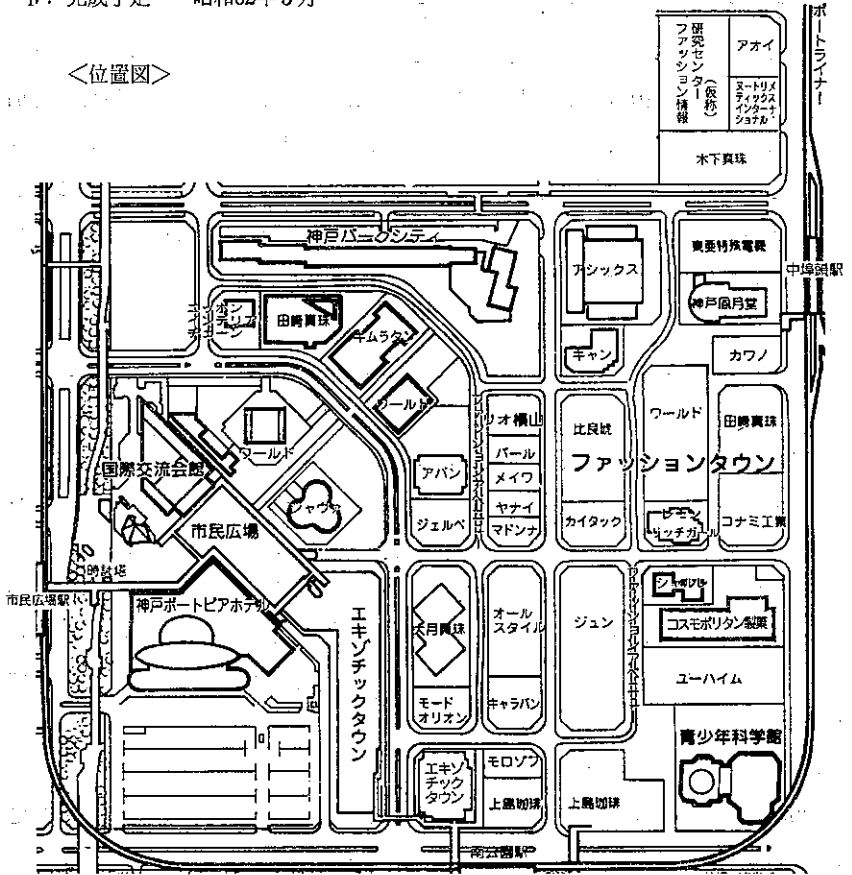 <位置図>
ポートライナー
ファッション情報
研究センター
(仮称)
アオイ
ヌートリメ
ティックス
インターナ
ショナル
木下真珠
神戸パークシティ
アシックス
東亜特殊電機
中埠頭駅
神戸凮月堂
田崎真珠
キムラタン
キャン
カワノ
ワールド
リオ横山
比良琥
ワールド
田崎真珠
パール
ワールド
国際交流会館
アバン
メイワ
ファッションタウン
ジャヴァ
ヤナイ
市民広場
ジェルベ
マドンナ
カイタック
リッチガール
コナミ工業
時計塔
市民広場駅
神戸ポートピアホテル
エキゾチックタウン
大月真珠
オール
スタイル
ジュン
コスモポリタン製菓
ユーハイム
モード
オリオン
キャラバン
青少年科学館
エキゾ
チック
タウン
モロゾフ
上島珈琲
上島珈琲
南公園駅